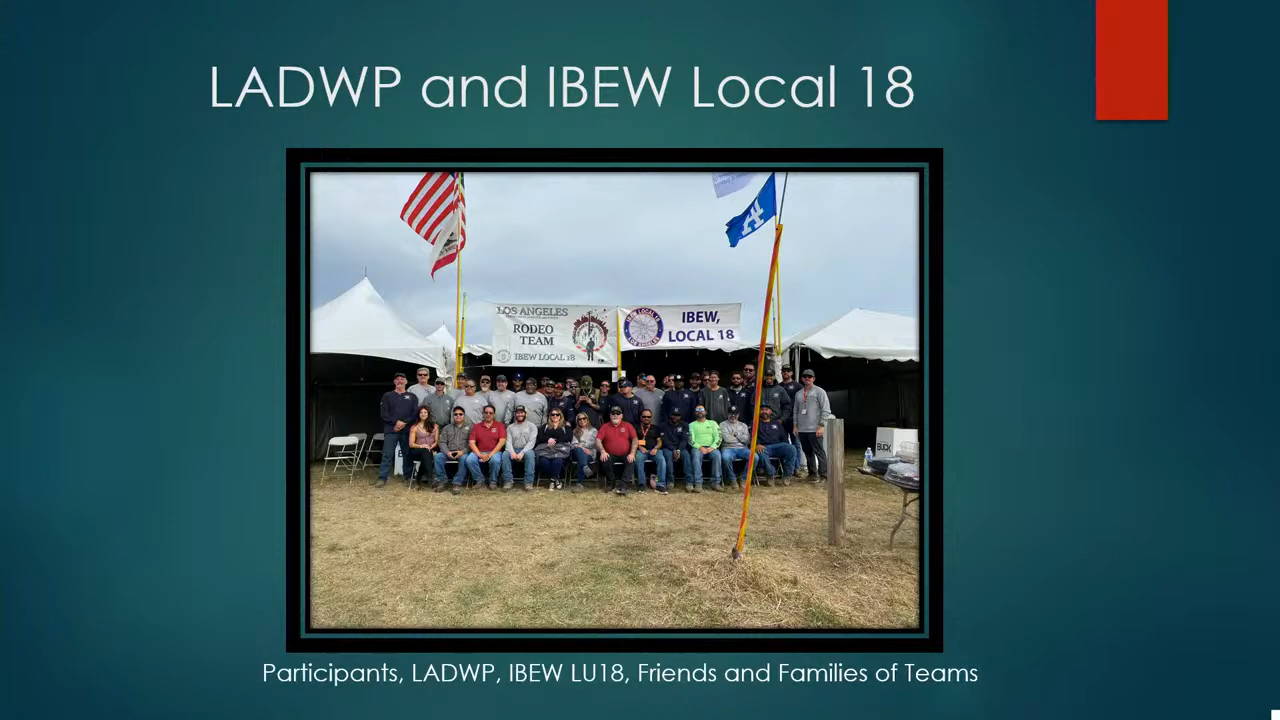 LADWP and IBEW Local 18
LOS ANGELES
RODEO
TEAM
IBEW LOCAL 18
IBEW,
LOCAL 18
BUCK
Participants, LADWP, IBEW LU18, Friends and Families of Teams